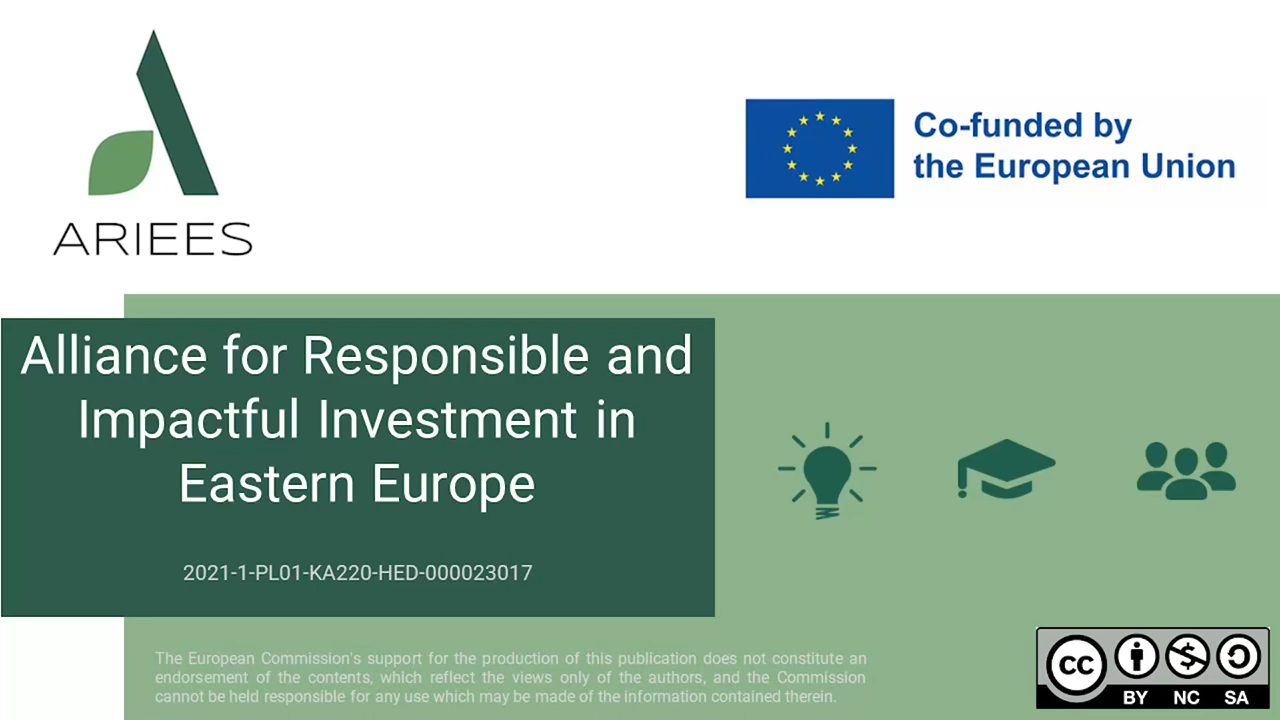 ARIEES
Co-funded by
the European Union
Alliance for Responsible and
Impactful Investment in
Eastern Europe
2021-1-PL01-KA220-HED-000023017
The European Commission's support for the production of this publication does not constitute an
endorsement of the contents, which reflect the views only of the authors, and the Commission
cannot be held responsible for any use which may be made of the information contained therein.
cc
BY NC SA